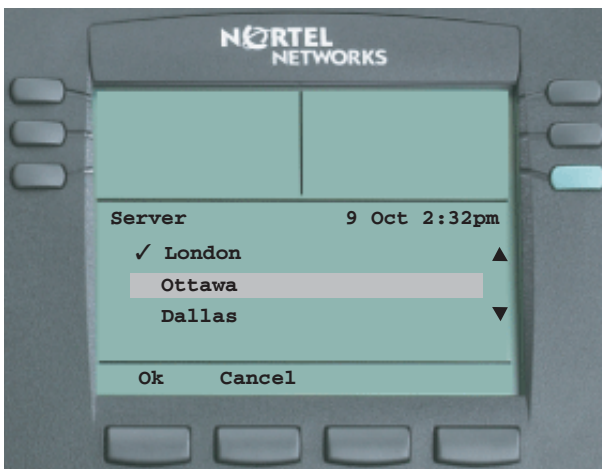 NORTEL
NETWORKS
Server 9 Oct 2:32pm
✓ London
Ottawa
Dallas
Ok Cancel